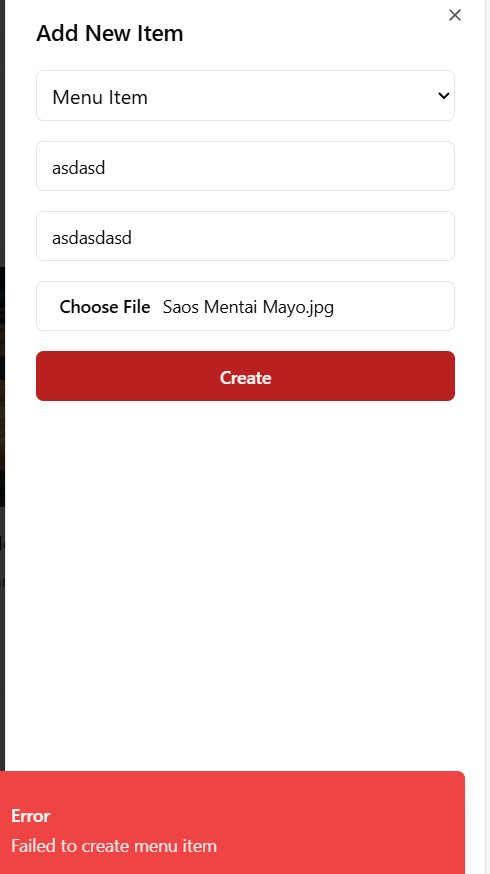 Add New Item
Menu Item
asdasd
asdasdasd
Choose File Saos Mentai Mayo.jpg
Create
Error
Failed to create menu item